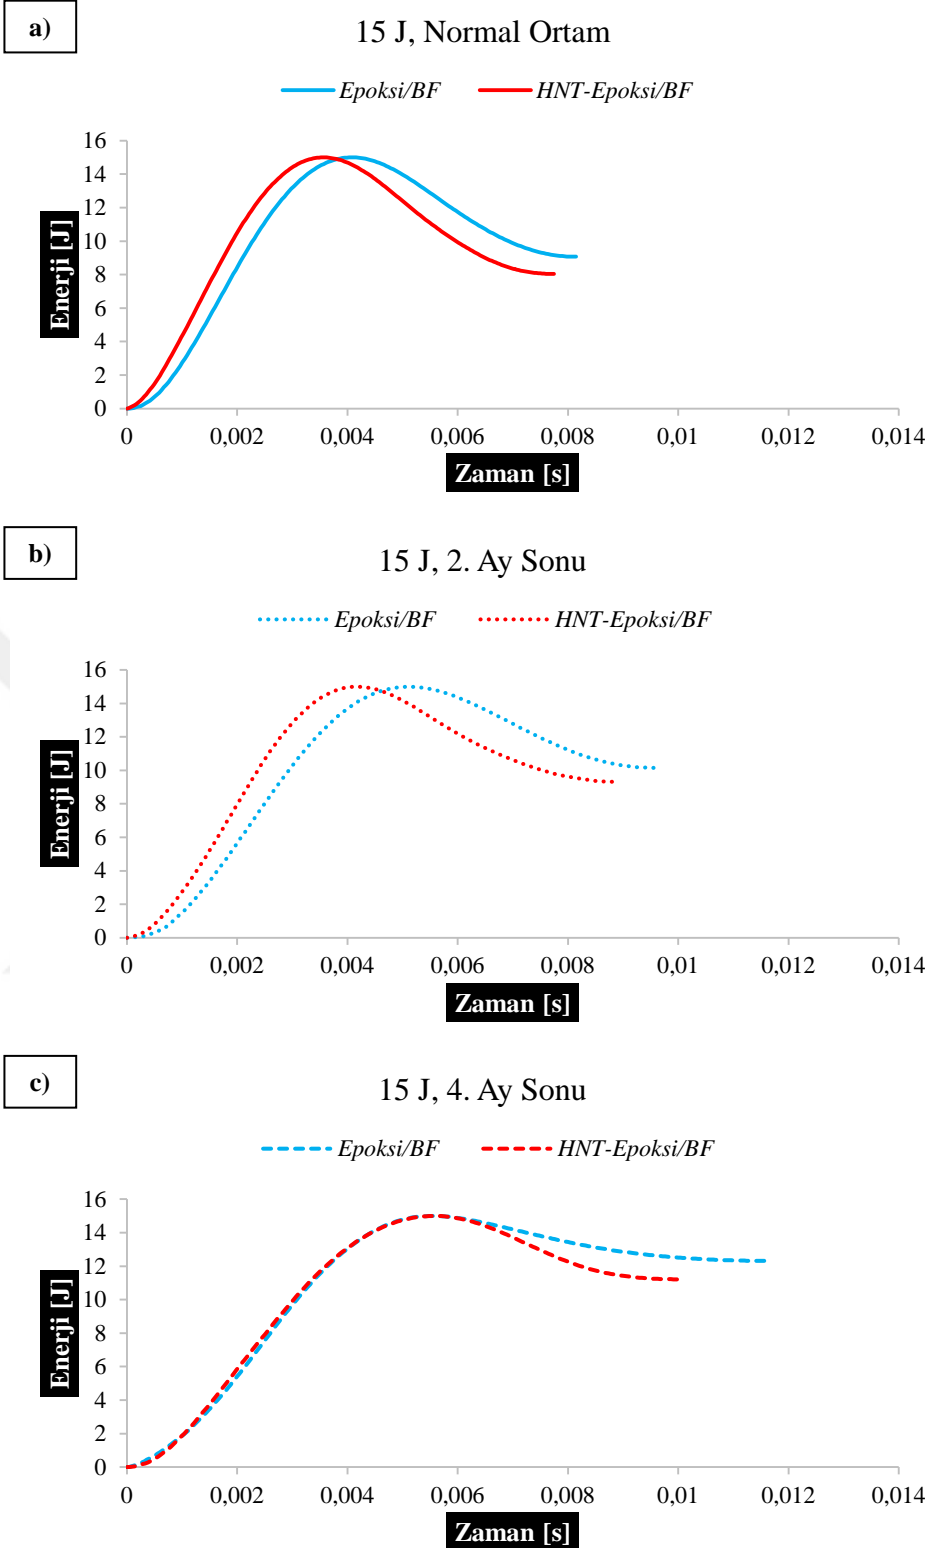 a)
15 J, Normal Ortam
Epoksi/BF HNT-Epoksi/BF
16
14
12
10
8
6
4
2
0
Enerji [J]
0 0,002 0,004 0,006 0,008 0,01 0,012 0,014
Zaman [s]
b)
15 J, 2. Ay Sonu
Epoksi/BF HNT-Epoksi/BF
16
14
12
10
8
6
4
2
0
Enerji [J]
0 0,002 0,004 0,006 0,008 0,01 0,012 0,014
Zaman [s]
c)
15 J, 4. Ay Sonu
Epoksi/BF HNT-Epoksi/BF
16
14
12
10
8
6
4
2
0
Enerji [J]
0 0,002 0,004 0,006 0,008 0,01 0,012 0,014
Zaman [s]